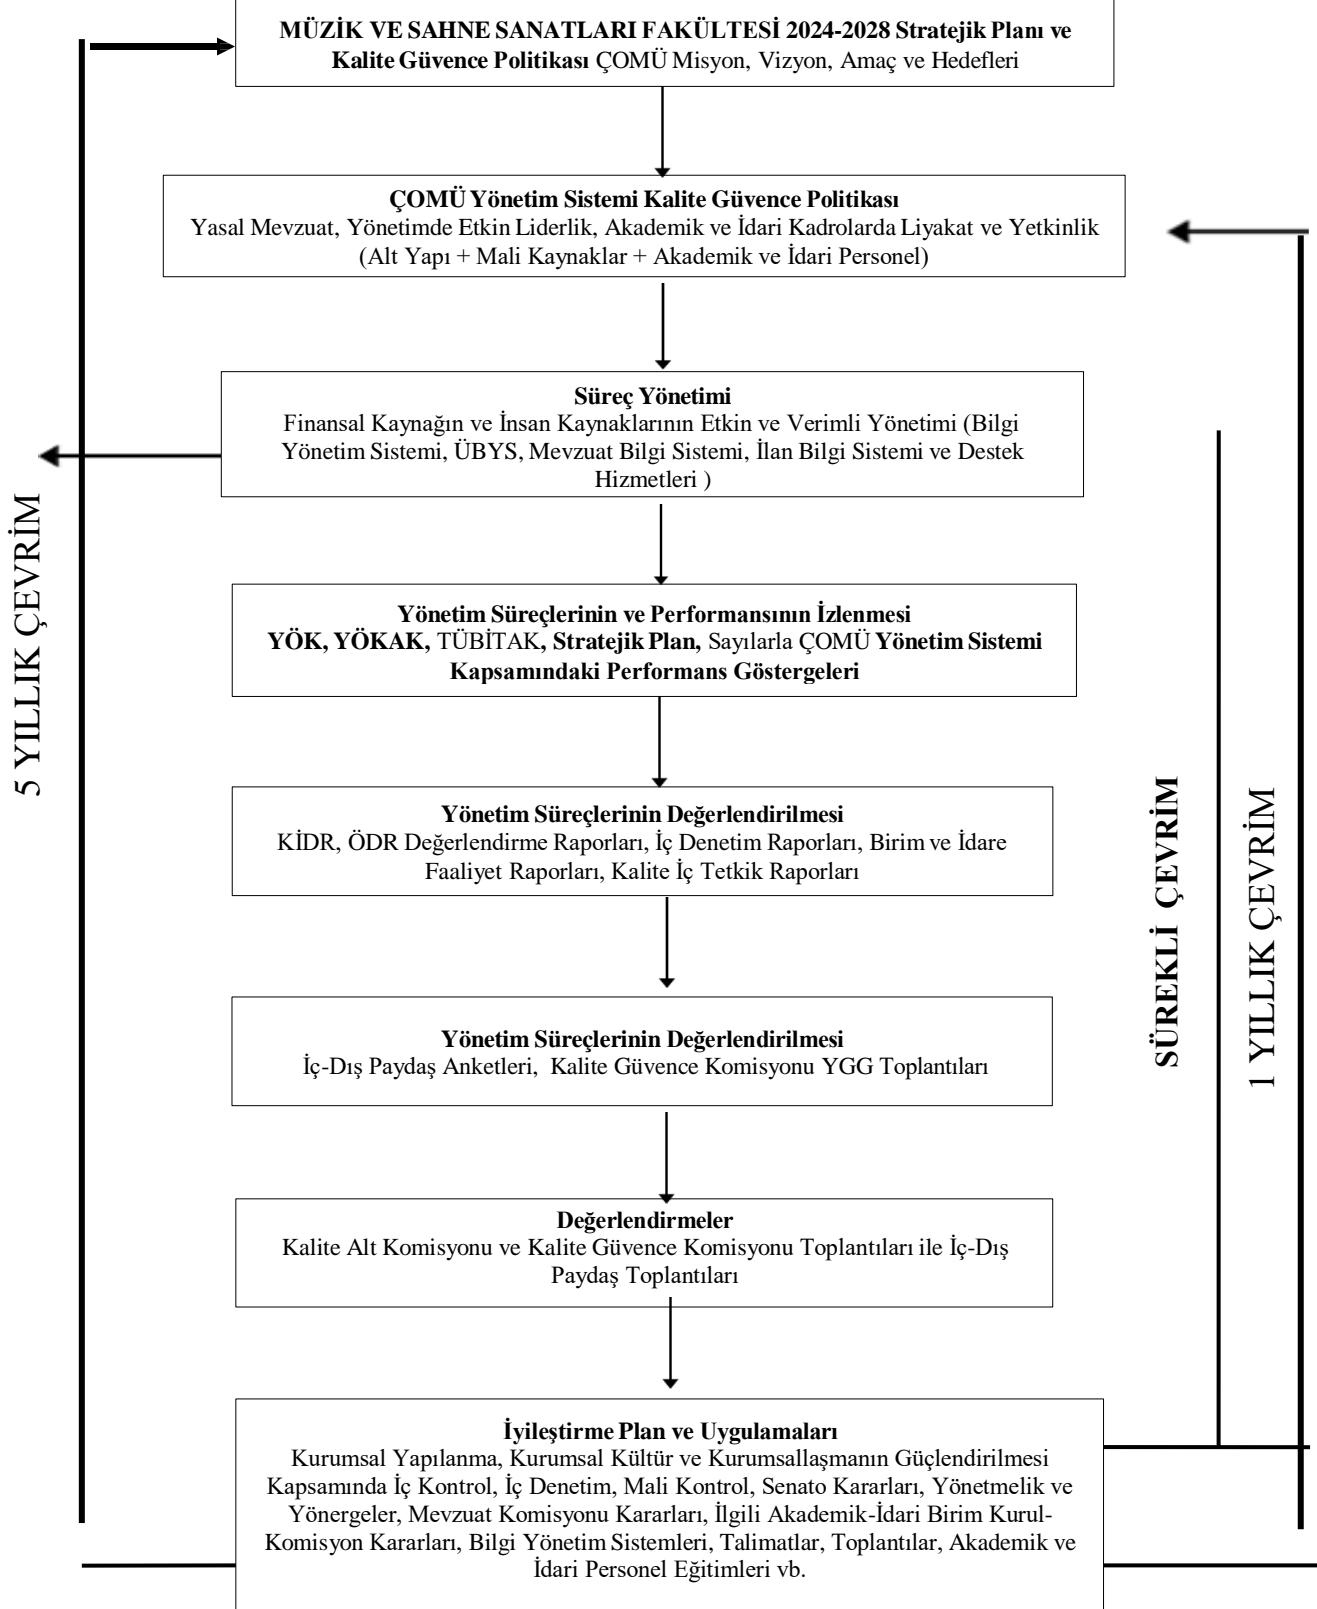 MÜZİK VE SAHNE SANATLARI FAKÜLTESİ 2024-2028 Stratejik Planı ve
Kalite Güvence Politikası ÇOMÜ Misyon, Vizyon, Amaç ve Hedefleri
ÇOMÜ Yönetim Sistemi Kalite Güvence Politikası
Yasal Mevzuat, Yönetimde Etkin Liderlik, Akademik ve İdari Kadrolarda Liyakat ve Yetkinlik
(Alt Yapı + Mali Kaynaklar + Akademik ve İdari Personel)
Süreç Yönetimi
Finansal Kaynağın ve İnsan Kaynaklarının Etkin ve Verimli Yönetimi (Bilgi
Yönetim Sistemi, ÜBYS, Mevzuat Bilgi Sistemi, İlan Bilgi Sistemi ve Destek
Hizmetleri )
5 YILLIK ÇEVRİM
Yönetim Süreçlerinin ve Performansının İzlenmesi
YÖK, YÖKAK, TÜBİTAK, Stratejik Plan, Sayılarla ÇOMÜ Yönetim Sistemi
Kapsamındaki Performans Göstergeleri
Yönetim Süreçlerinin Değerlendirilmesi
KİDR, ÖDR Değerlendirme Raporları, İç Denetim Raporları, Birim ve İdare
Faaliyet Raporları, Kalite İç Tetkik Raporları
SÜREKLİ ÇEVRİM
1 YILLIK ÇEVRİM
Yönetim Süreçlerinin Değerlendirilmesi
İç-Dış Paydaş Anketleri, Kalite Güvence Komisyonu YGG Toplantıları
Değerlendirmeler
Kalite Alt Komisyonu ve Kalite Güvence Komisyonu Toplantıları ile İç-Dış
Paydaş Toplantıları
İyileştirme Plan ve Uygulamaları
Kurumsal Yapılanma, Kurumsal Kültür ve Kurumsallaşmanın Güçlendirilmesi
Kapsamında İç Kontrol, İç Denetim, Mali Kontrol, Senato Kararları, Yönetmelik ve
Yönergeler, Mevzuat Komisyonu Kararları, İlgili Akademik-İdari Birim Kurul-
Komisyon Kararları, Bilgi Yönetim Sistemleri, Talimatlar, Toplantılar, Akademik ve
İdari Personel Eğitimleri vb.